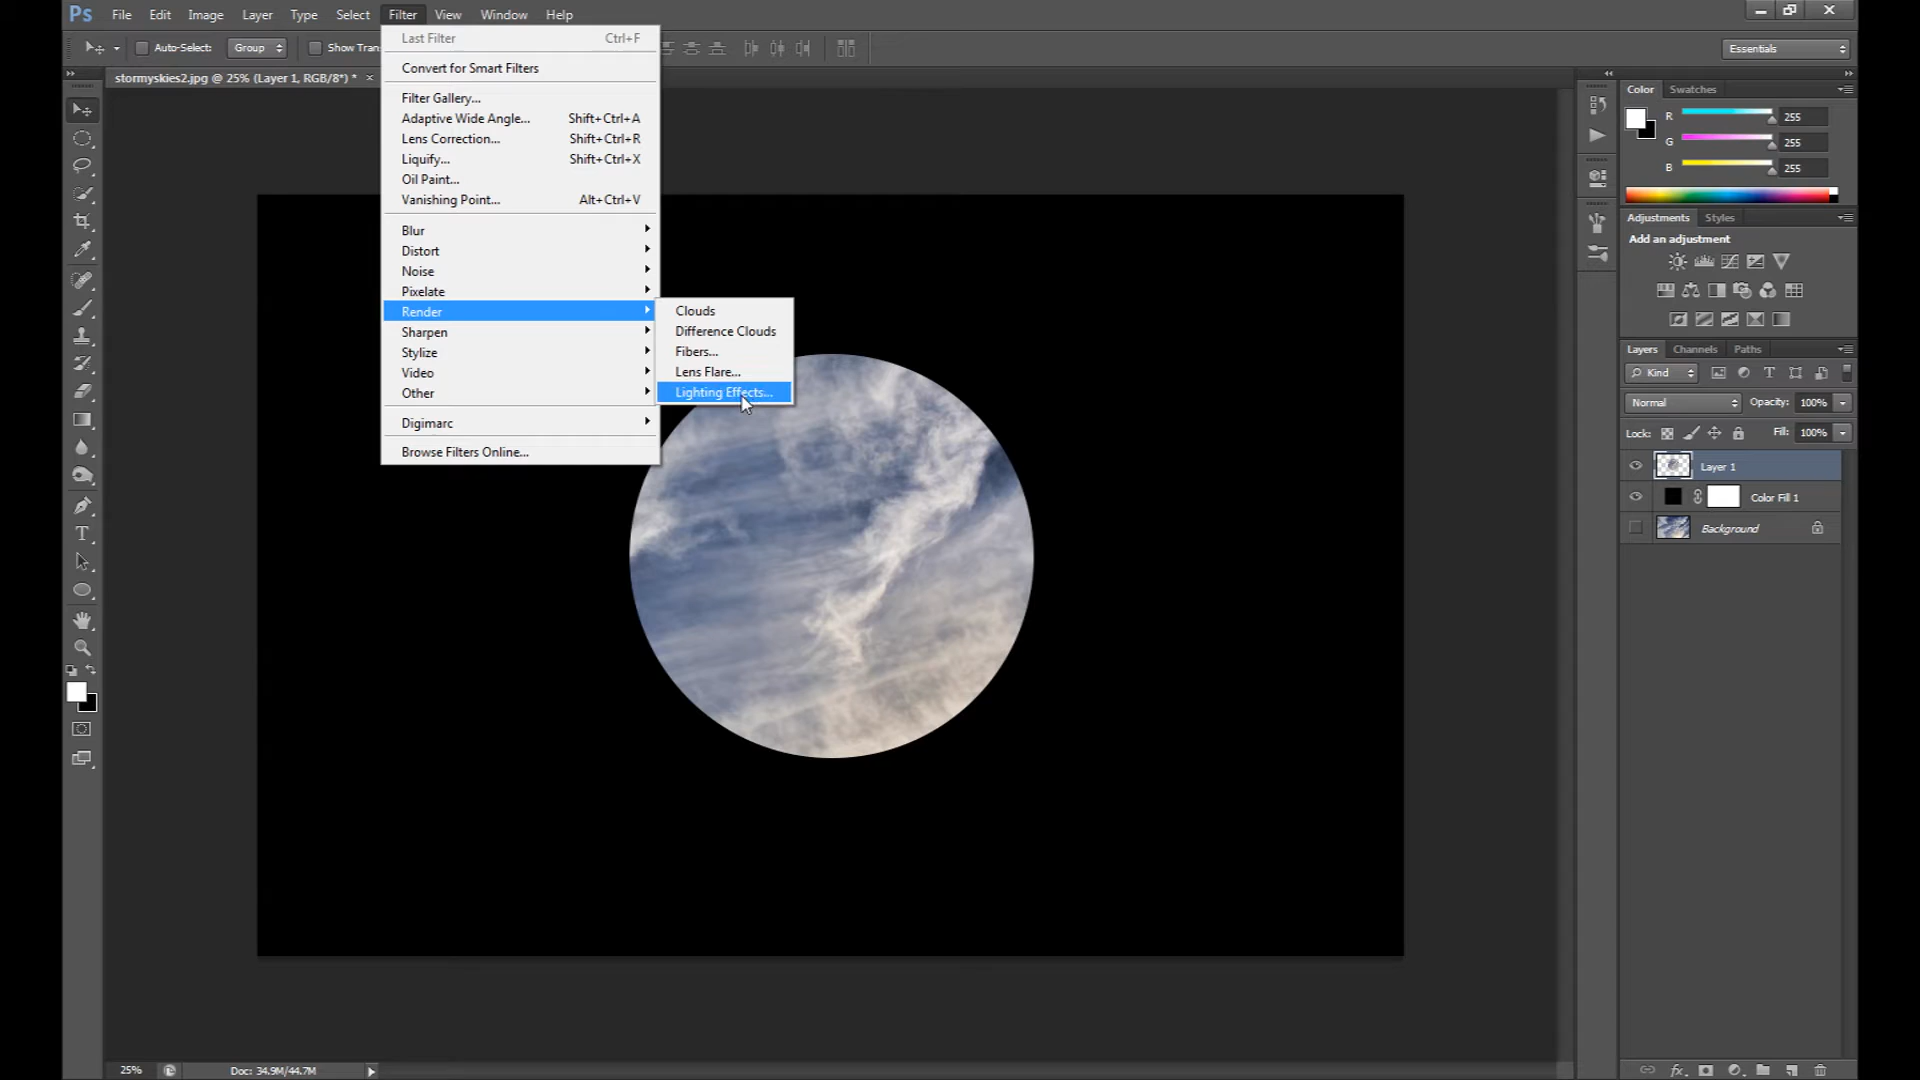 Ps File Edit Image Layer Type Select Filter View Window Help
Auto-Select: Group Show Tran Essentials
stormyskies2.jpg @ 25% (Layer 1, RGB/8*) *
Last Filter Ctrl+F
Convert for Smart Filters
Filter Gallery...
Adaptive Wide Angle... Shift+Ctrl+A
Lens Correction... Shift+Ctrl+R
Liquify... Shift+Ctrl+X
Oil Paint...
Vanishing Point... Alt+Ctrl+V
Blur
Distort
Noise
Pixelate
Render
Sharpen
Stylize
Video
Other
Digimarc
Browse Filters Online...
Clouds
Difference Clouds
Fibers...
Lens Flare...
Lighting Effects...
Color Swatches
R 255
G 255
B 255
Adjustments Styles
Add an adjustment
Layers Channels Paths
Kind
Normal Opacity: 100%
Lock: Fill: 100%
Layer 1
Color Fill 1
Background
25% Doc: 34.9M/44.7M